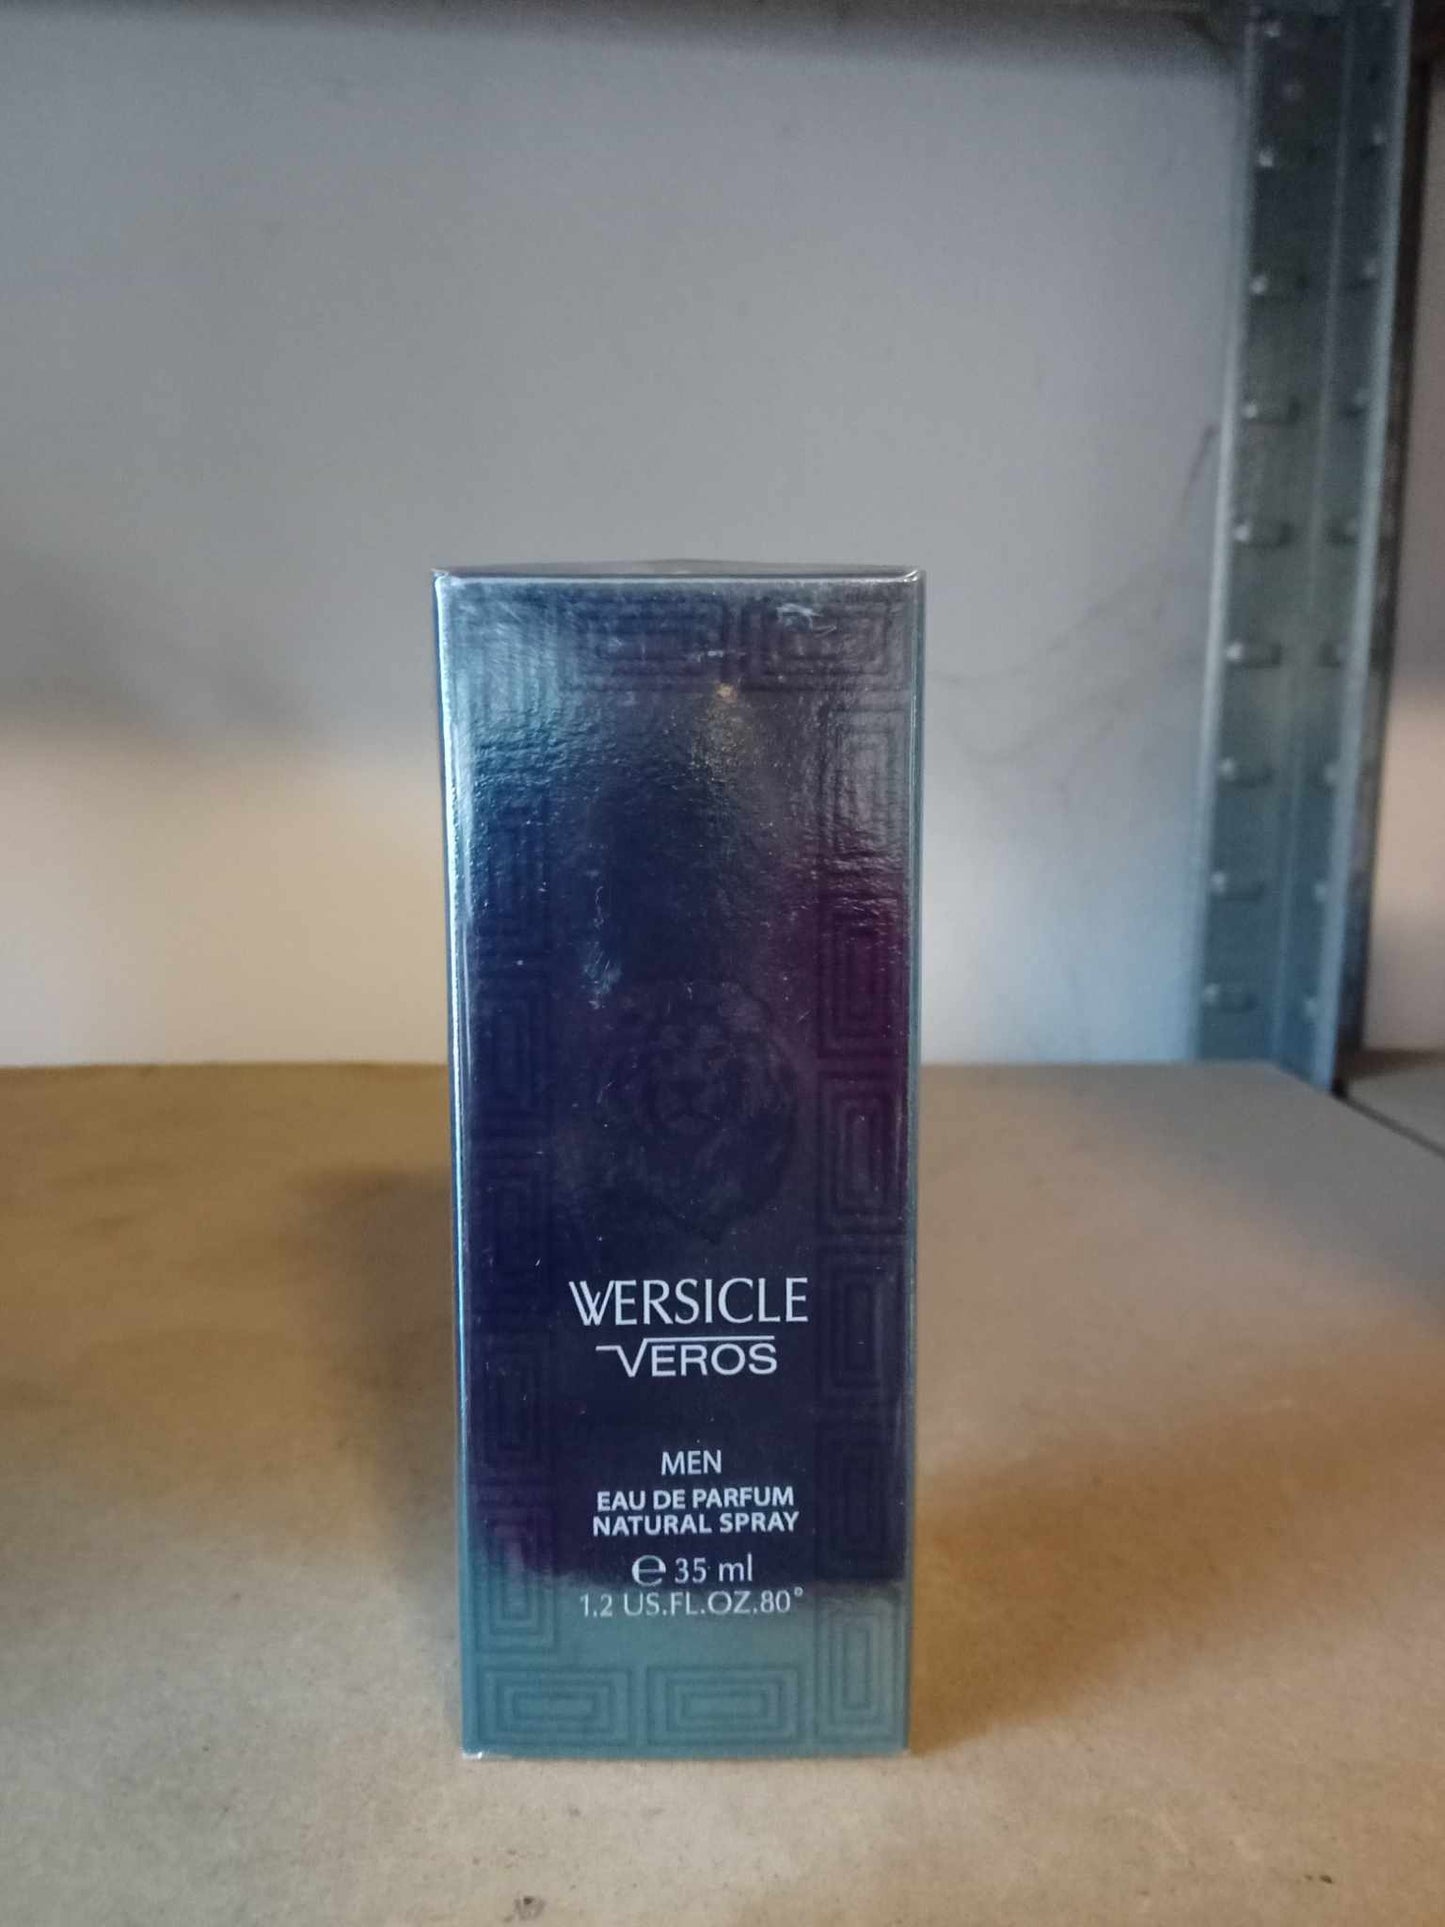 WERSICLE
VEROS
MEN
EAU DE PARFUM
NATURAL SPRAY
℮ 35 ml
1.2 US.FL.OZ.80°